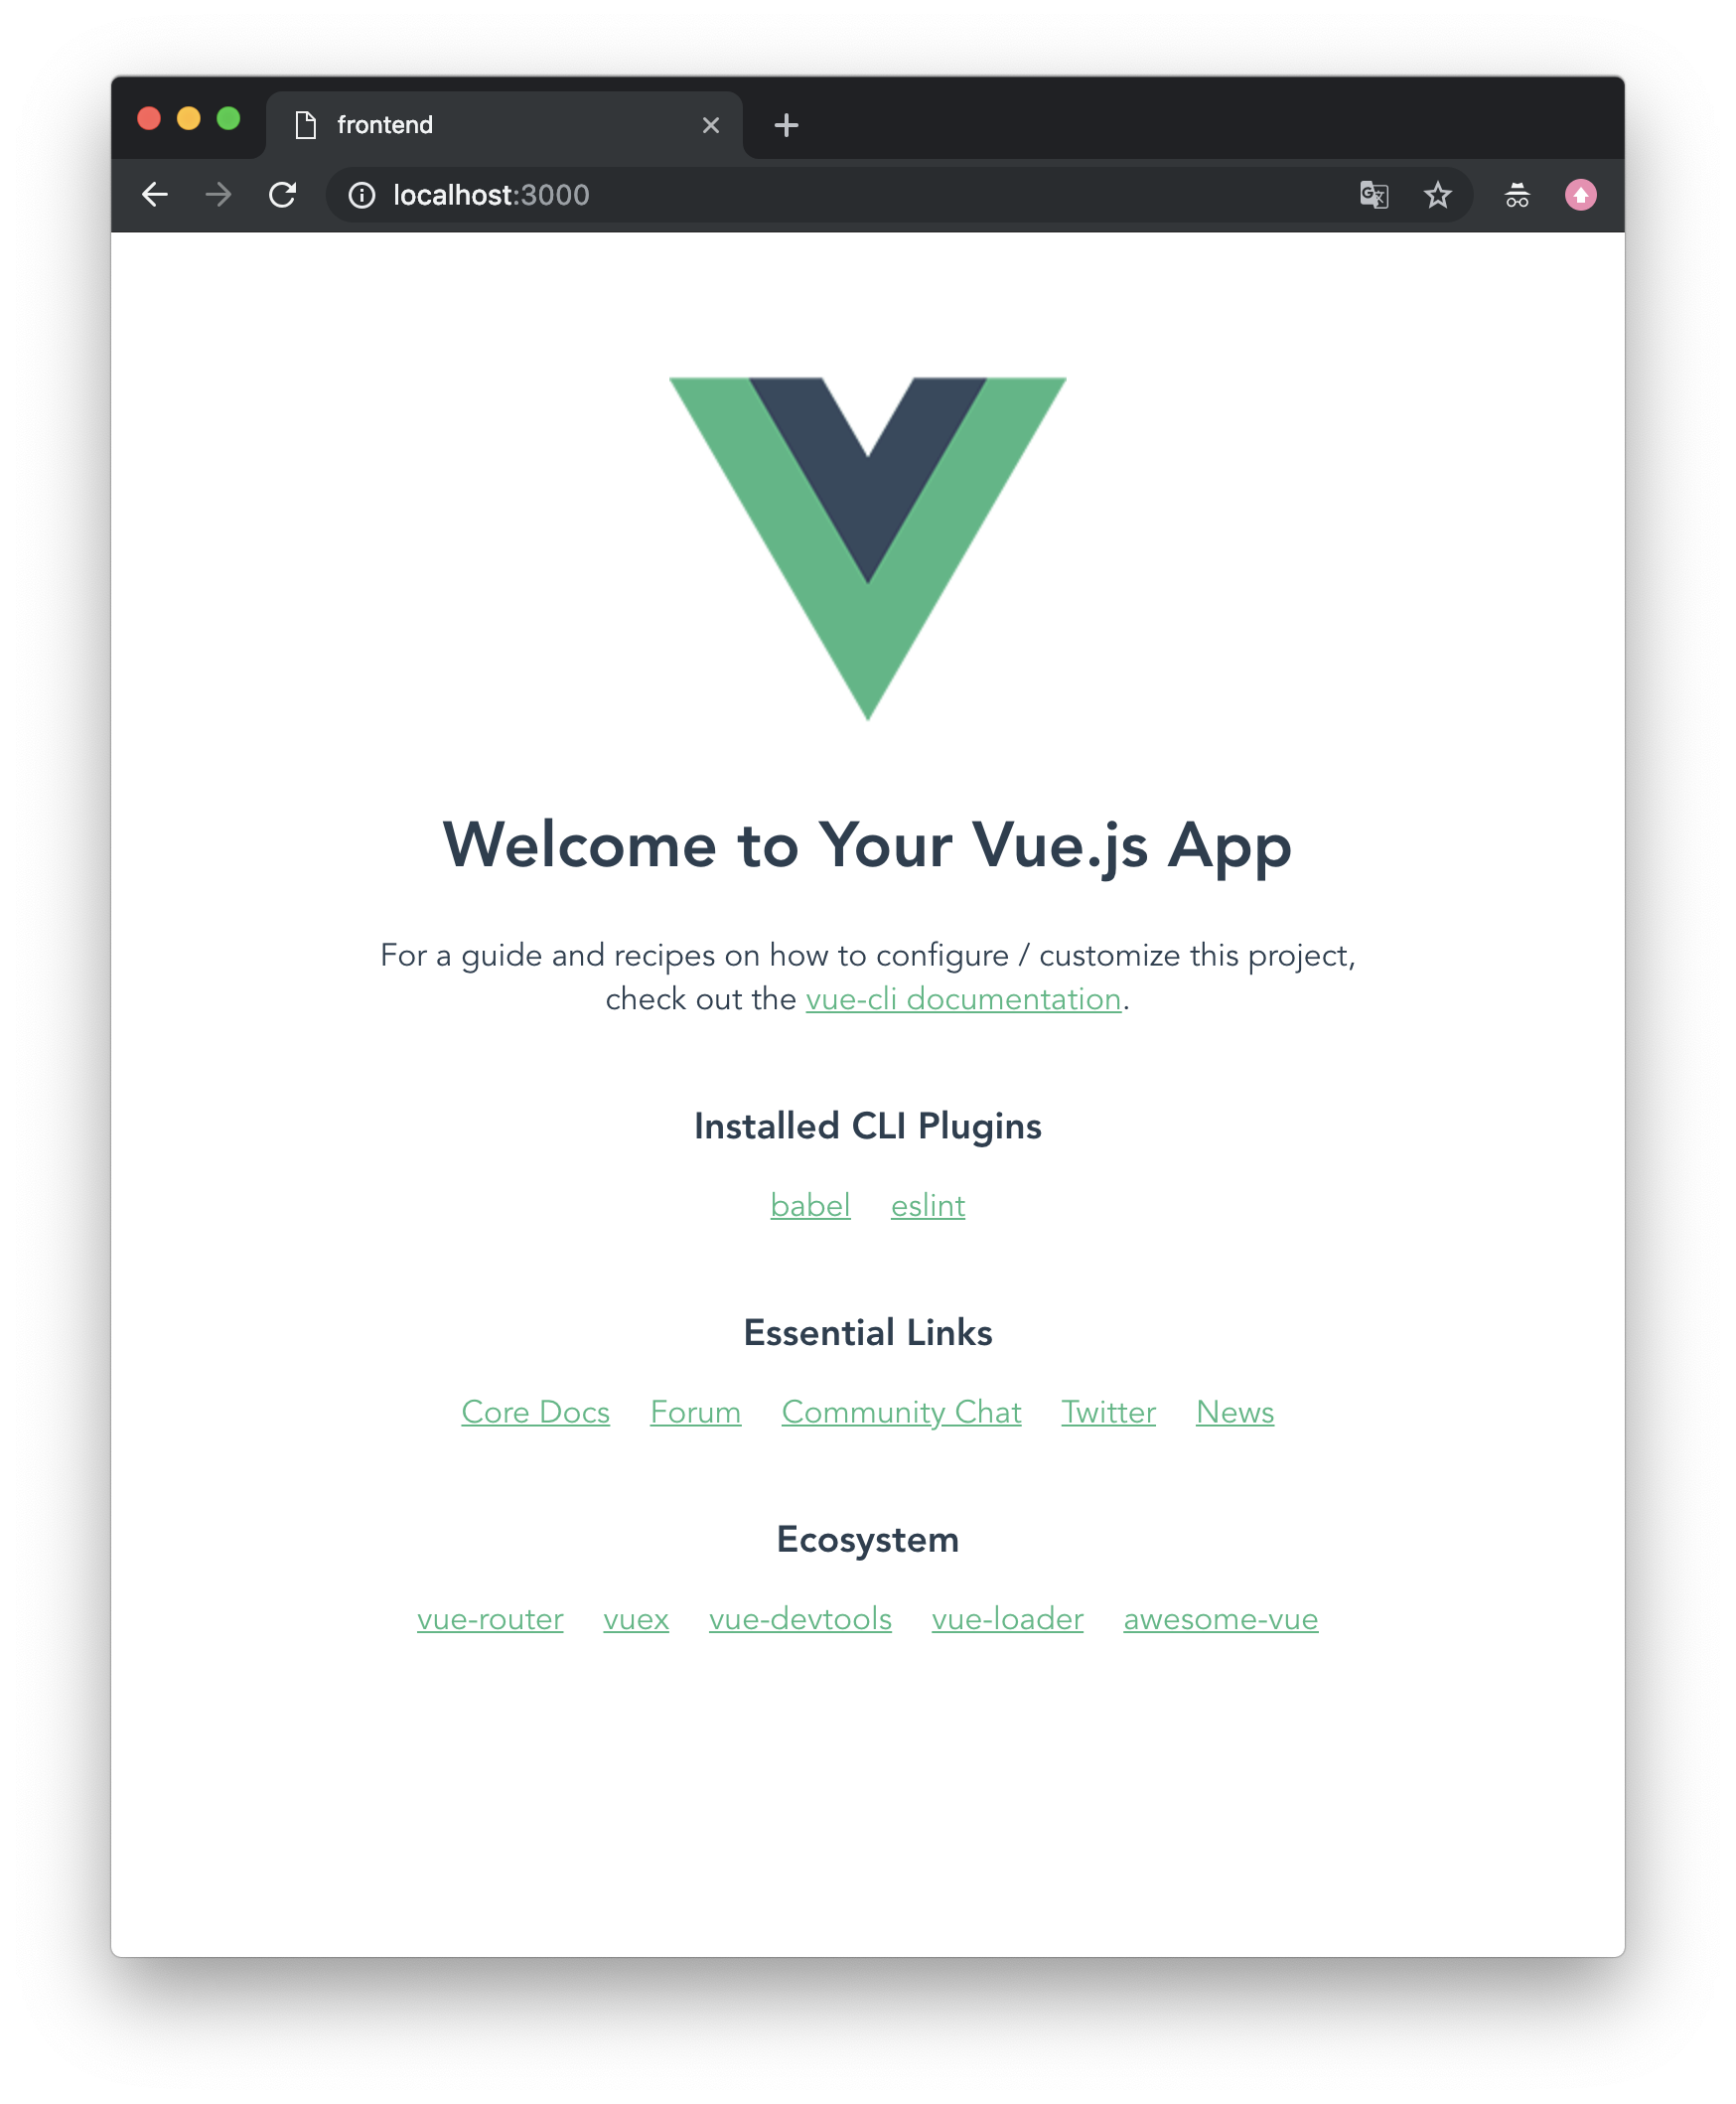 frontend
localhost:3000
Welcome to Your Vue.js App
For a guide and recipes on how to configure / customize this project,
check out the vue-cli documentation.
Installed CLI Plugins
babel eslint
Essential Links
Core Docs Forum Community Chat Twitter News
Ecosystem
vue-router vuex vue-devtools vue-loader awesome-vue